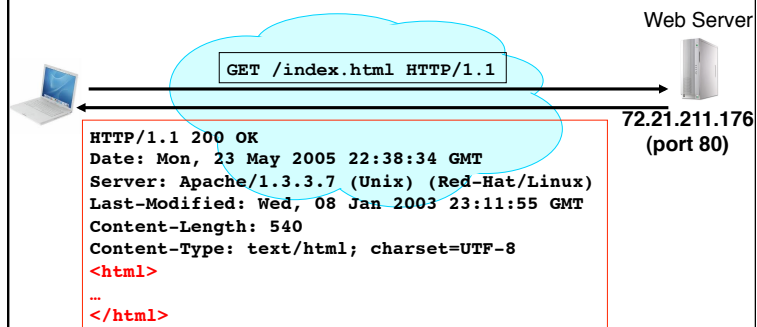 Web Server
GET /index.html HTTP/1.1
72.21.211.176
(port 80)
HTTP/1.1 200 OK
Date: Mon, 23 May 2005 22:38:34 GMT
Server: Apache/1.3.3.7 (Unix) (Red-Hat/Linux)
Last-Modified: Wed, 08 Jan 2003 23:11:55 GMT
Content-Length: 540
Content-Type: text/html; charset=UTF-8
<html>
…
</html>